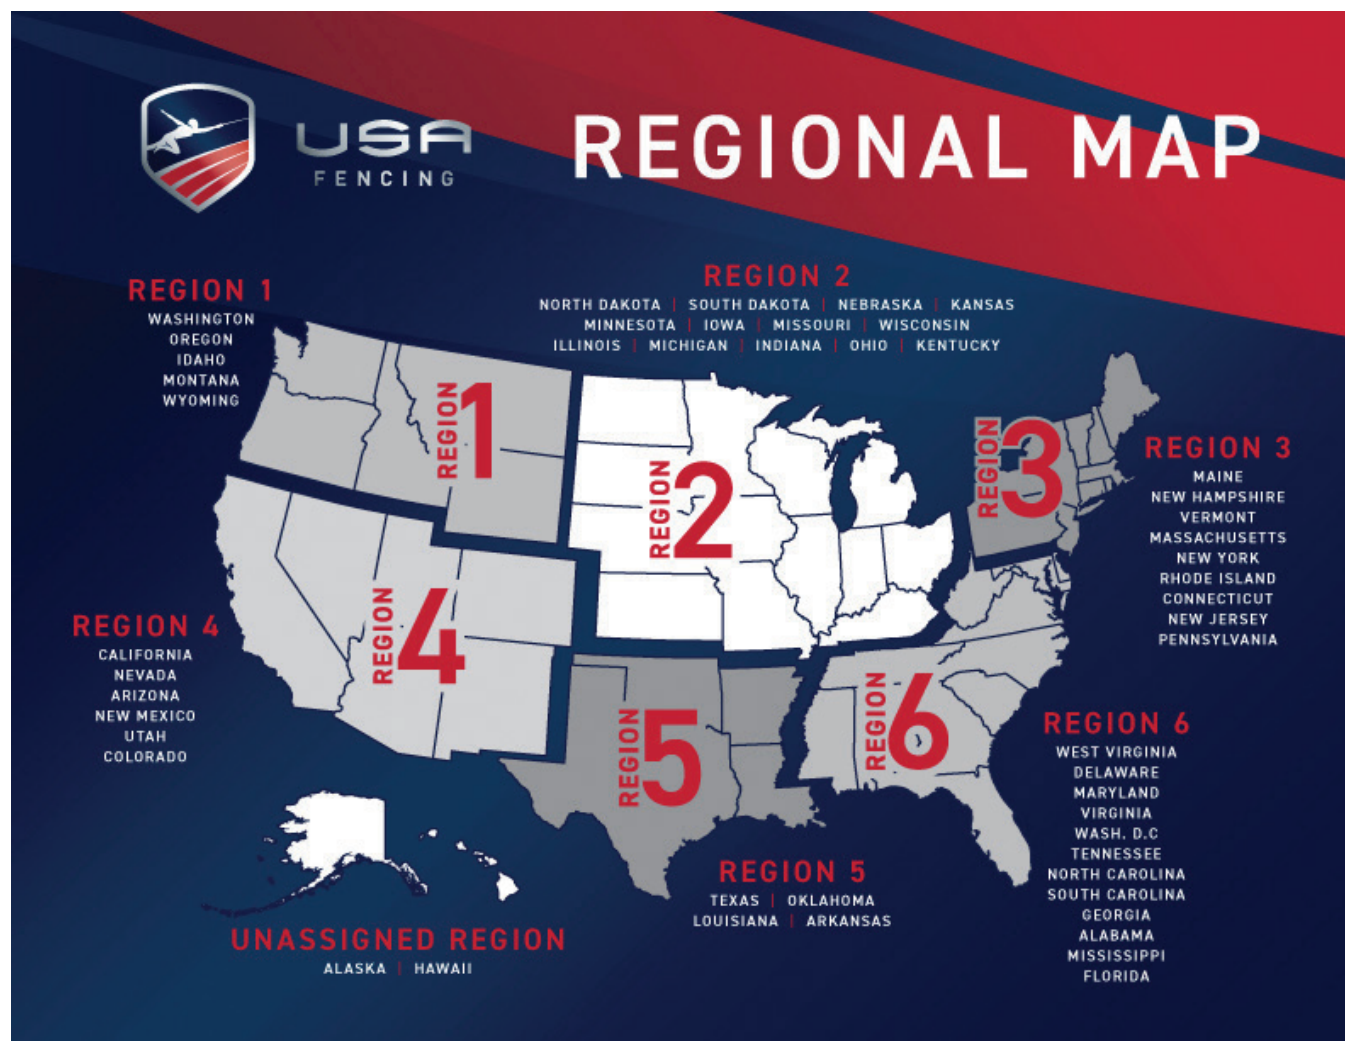 USA
FENCING
REGIONAL MAP
REGION 1
WASHINGTON
OREGON
IDAHO
MONTANA
WYOMING
REGION 2
NORTH DAKOTA | SOUTH DAKOTA | NEBRASKA | KANSAS
MINNESOTA | IOWA | MISSOURI | WISCONSIN
ILLINOIS | MICHIGAN | INDIANA | OHIO | KENTUCKY
REGION 1
REGION 2
REGION 3
REGION 3
MAINE
NEW HAMPSHIRE
VERMONT
MASSACHUSETTS
NEW YORK
RHODE ISLAND
CONNECTICUT
NEW JERSEY
PENNSYLVANIA
REGION 4
CALIFORNIA
NEVADA
ARIZONA
NEW MEXICO
UTAH
COLORADO
REGION 4
REGION 5
REGION 6
REGION 6
WEST VIRGINIA
DELAWARE
MARYLAND
VIRGINIA
WASH. D.C
TENNESSEE
NORTH CAROLINA
SOUTH CAROLINA
GEORGIA
ALABAMA
MISSISSIPPI
FLORIDA
REGION 5
TEXAS | OKLAHOMA
LOUISIANA | ARKANSAS
UNASSIGNED REGION
ALASKA | HAWAII